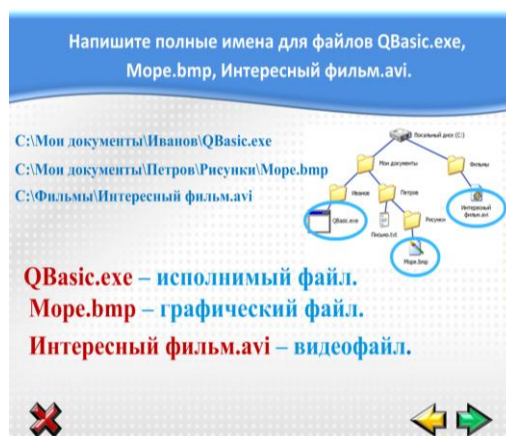 Напишите полные имена для файлов QBasic.exe,
Море.bmp, Интересный фильм.avi.
C:\Мои документы\Иванов\QBasic.exe
C:\Мои документы\Петров\Рисунки\Море.bmp
C:\Фильмы\Интересный фильм.avi
Локальный диск (C:)
Мои документы
Фильмы
Иванов
Петров
Интересный
фильм.avi
QBasic.exe
Письмо.txt
Рисунки
Море.bmp
QBasic.exe – исполнимый файл.
Море.bmp – графический файл.
Интересный фильм.avi – видеофайл.